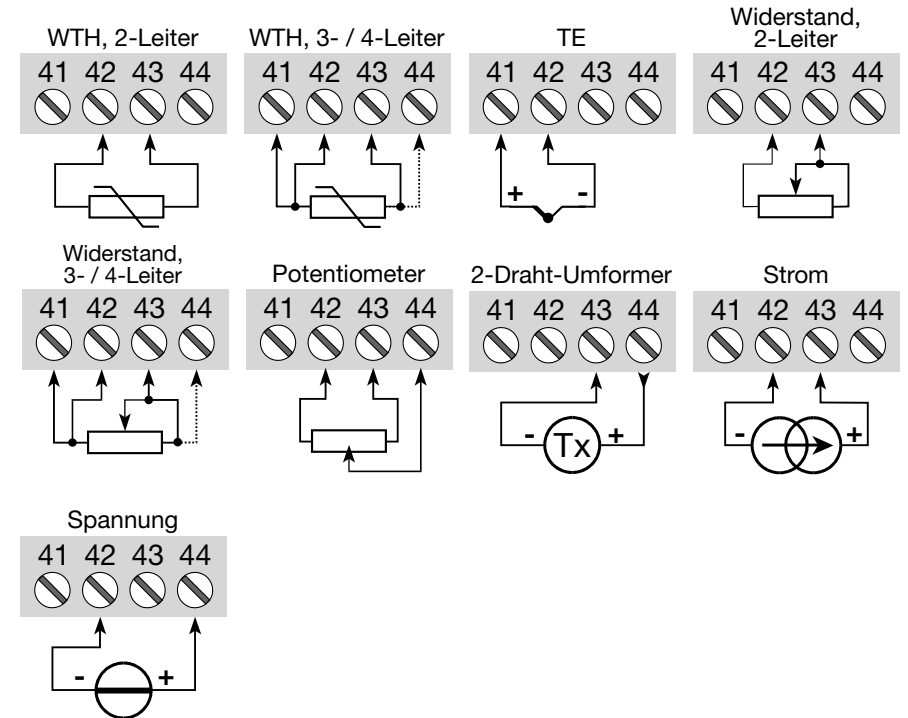 WTH, 2-Leiter
41 42 43 44
WTH, 3- / 4-Leiter
41 42 43 44
TE
41 42 43 44
+ -
Widerstand,
2-Leiter
41 42 43 44
Widerstand,
3- / 4-Leiter
41 42 43 44
Potentiometer
41 42 43 44
2-Draht-Umformer
41 42 43 44
- Tx +
Strom
41 42 43 44
- +
Spannung
41 42 43 44
- +